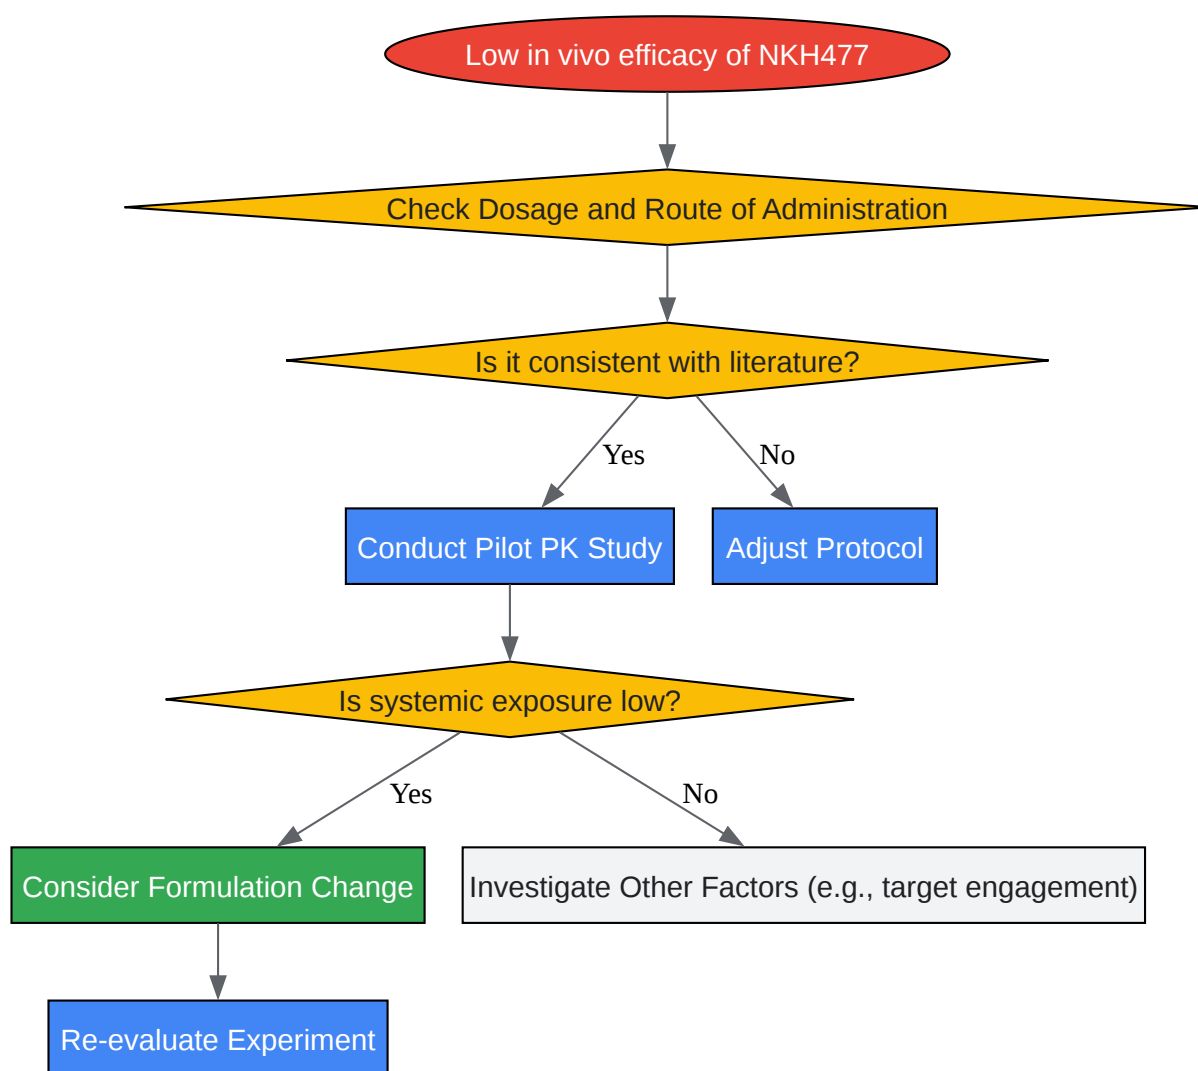 Low in vivo efficacy of NKH477
Check Dosage and Route of Administration
Is it consistent with literature?
Yes
No
Conduct Pilot PK Study
Adjust Protocol
Is systemic exposure low?
Yes
No
Consider Formulation Change
Investigate Other Factors (e.g., target engagement)
Re-evaluate Experiment